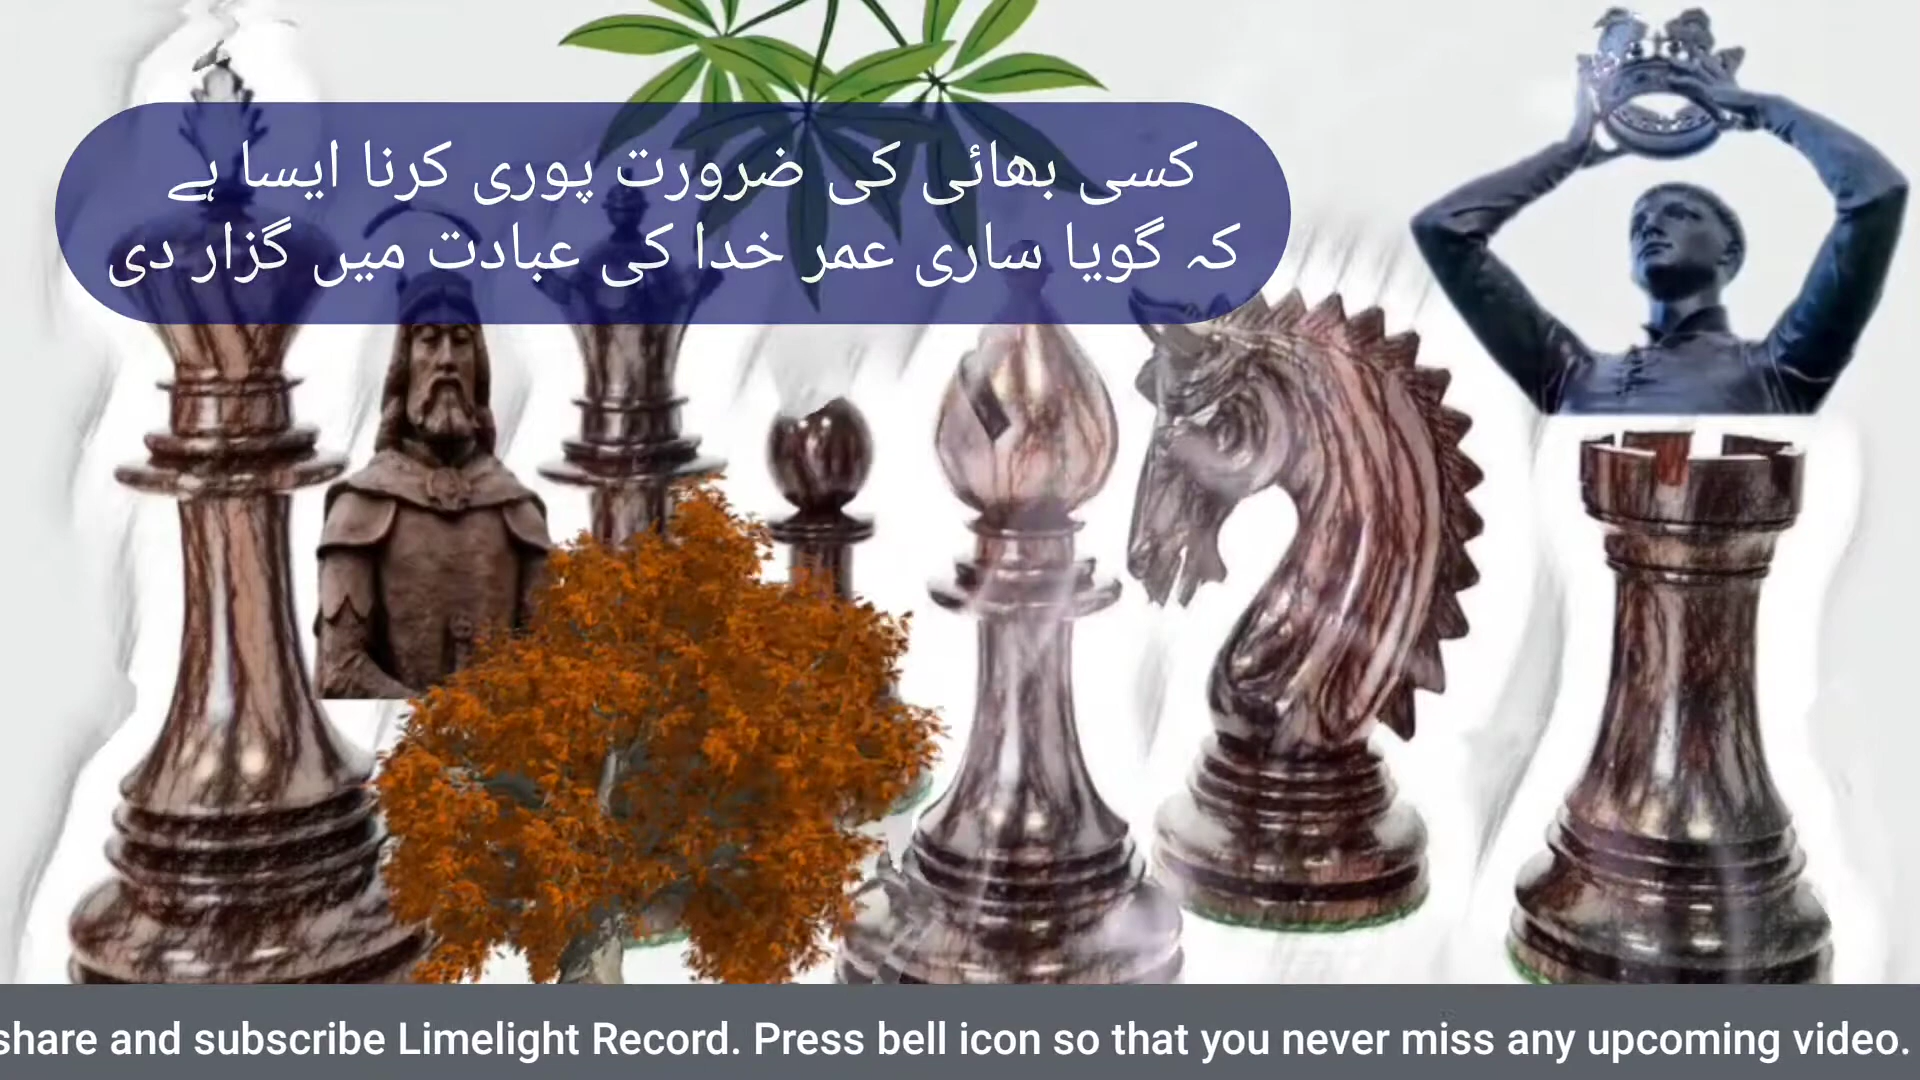 کسی بھائی کی ضرورت پوری کرنا ایسا ہے
کہ گویا ساری عمر خدا کی عبادت میں گزار دی
share and subscribe Limelight Record. Press bell icon so that you never miss any upcoming video.